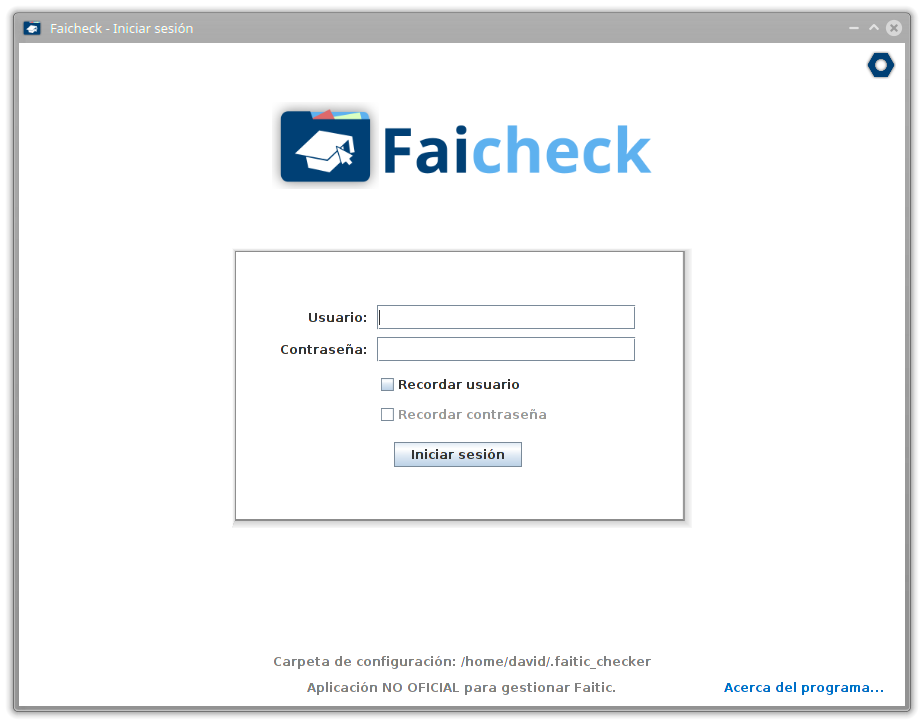 Faicheck - Iniciar sesión
Faicheck
Usuario:
Contraseña:
Recordar usuario
Recordar contraseña
Iniciar sesión
Carpeta de configuración: /home/david/.faitic_checker
Aplicación NO OFICIAL para gestionar Faitic.
Acerca del programa...